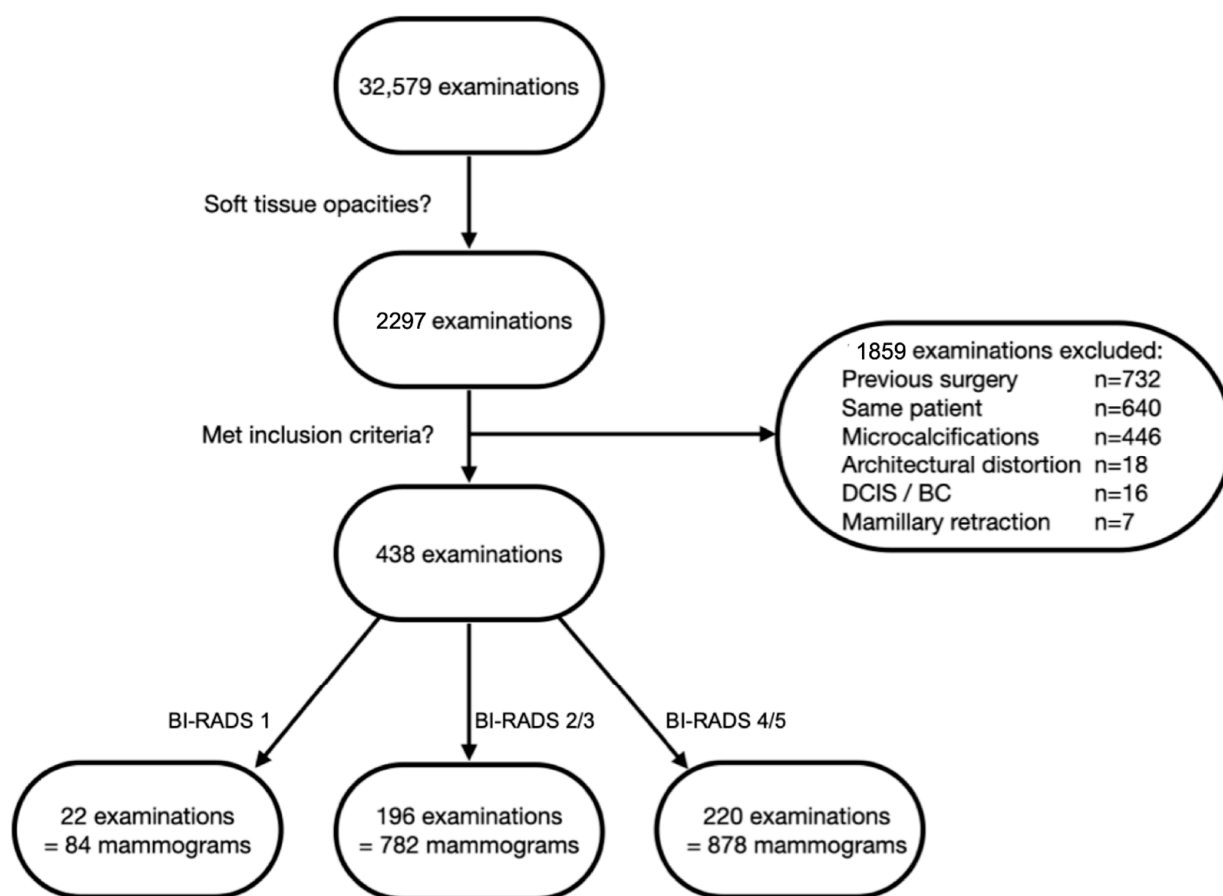 32,579 examinations
Soft tissue opacities?
2297 examinations
1859 examinations excluded:
Previous surgery n=732
Same patient n=640
Microcalcifications n=446
Architectural distortion n=18
DCIS / BC n=16
Mamillary retraction n=7
Met inclusion criteria?
438 examinations
BI-RADS 1
BI-RADS 2/3
BI-RADS 4/5
22 examinations
= 84 mammograms
196 examinations
= 782 mammograms
220 examinations
= 878 mammograms